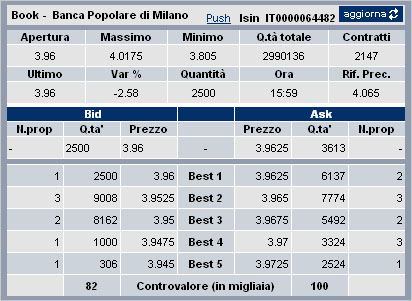 Book - Banca Popolare di Milano Push Isin IT0000064482 aggiorna
Apertura Massimo Minimo Q.tà totale Contratti
3.96 4.0175 3.805 2990136 2147
Ultimo Var % Quantità Ora Rif. Prec.
3.96 -2.58 2500 15:59 4.065
Bid Ask
N.prop Q.ta' Prezzo Prezzo Q.ta' N.prop
- 2500 3.96 - 3.9625 3613 -
1 2500 3.96 Best 1 3.9625 6137 2
3 9008 3.9525 Best 2 3.965 7774 3
2 8162 3.95 Best 3 3.9675 5492 2
1 1000 3.9475 Best 4 3.97 3324 3
1 306 3.945 Best 5 3.9725 2524 1
82 Controvalore (in migliaia) 100